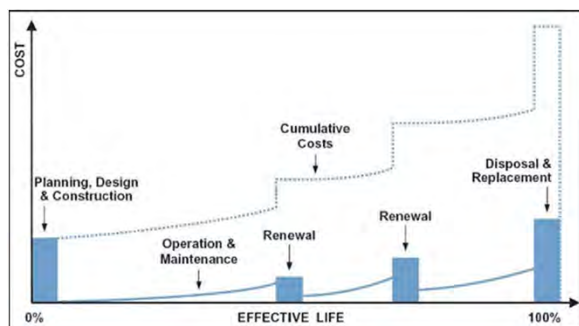 COST
Cumulative
Costs
Planning, Design
& Construction
Disposal &
Replacement
Operation &
Maintenance
Renewal
Renewal
0%
EFFECTIVE LIFE
100%